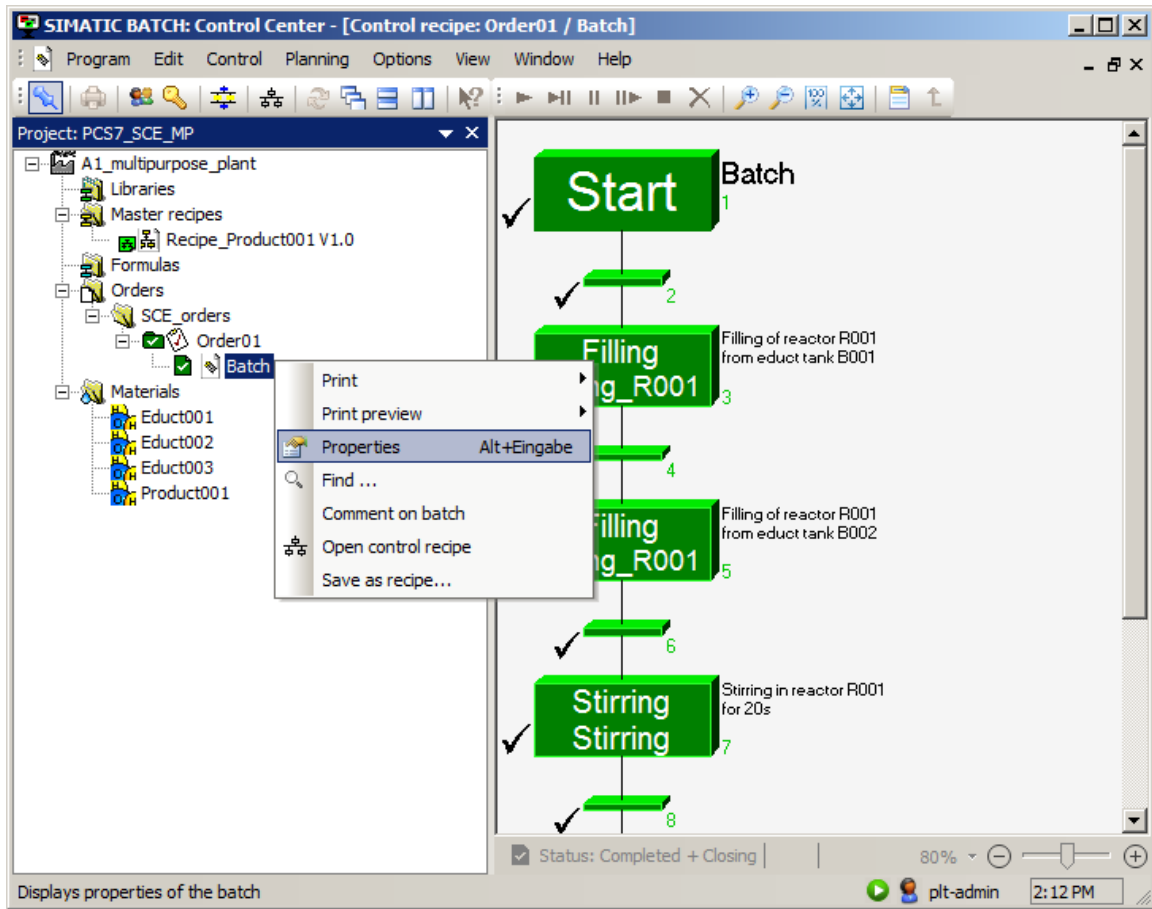 SIMATIC BATCH: Control Center - [Control recipe: Order01 / Batch]
Program Edit Control Planning Options View Window Help
Project: PCS7_SCE_MP
A1_multipurpose_plant
Libraries
Master recipes
Recipe_Product001 V1.0
Formulas
Orders
SCE_orders
Order01
Batch
Materials
Educt001
Educt002
Educt003
Product001
Print
Print preview
Properties Alt+Eingabe
Find ...
Comment on batch
Open control recipe
Save as recipe...
Start
Batch
1
2
Filling
ng_R001
Filling of reactor R001
from educt tank B001
3
4
Filling
ng_R001
Filling of reactor R001
from educt tank B002
5
6
Stirring
Stirring
Stirring in reactor R001
for 20s
7
8
Status: Completed + Closing
80%
Displays properties of the batch
plt-admin
2:12 PM